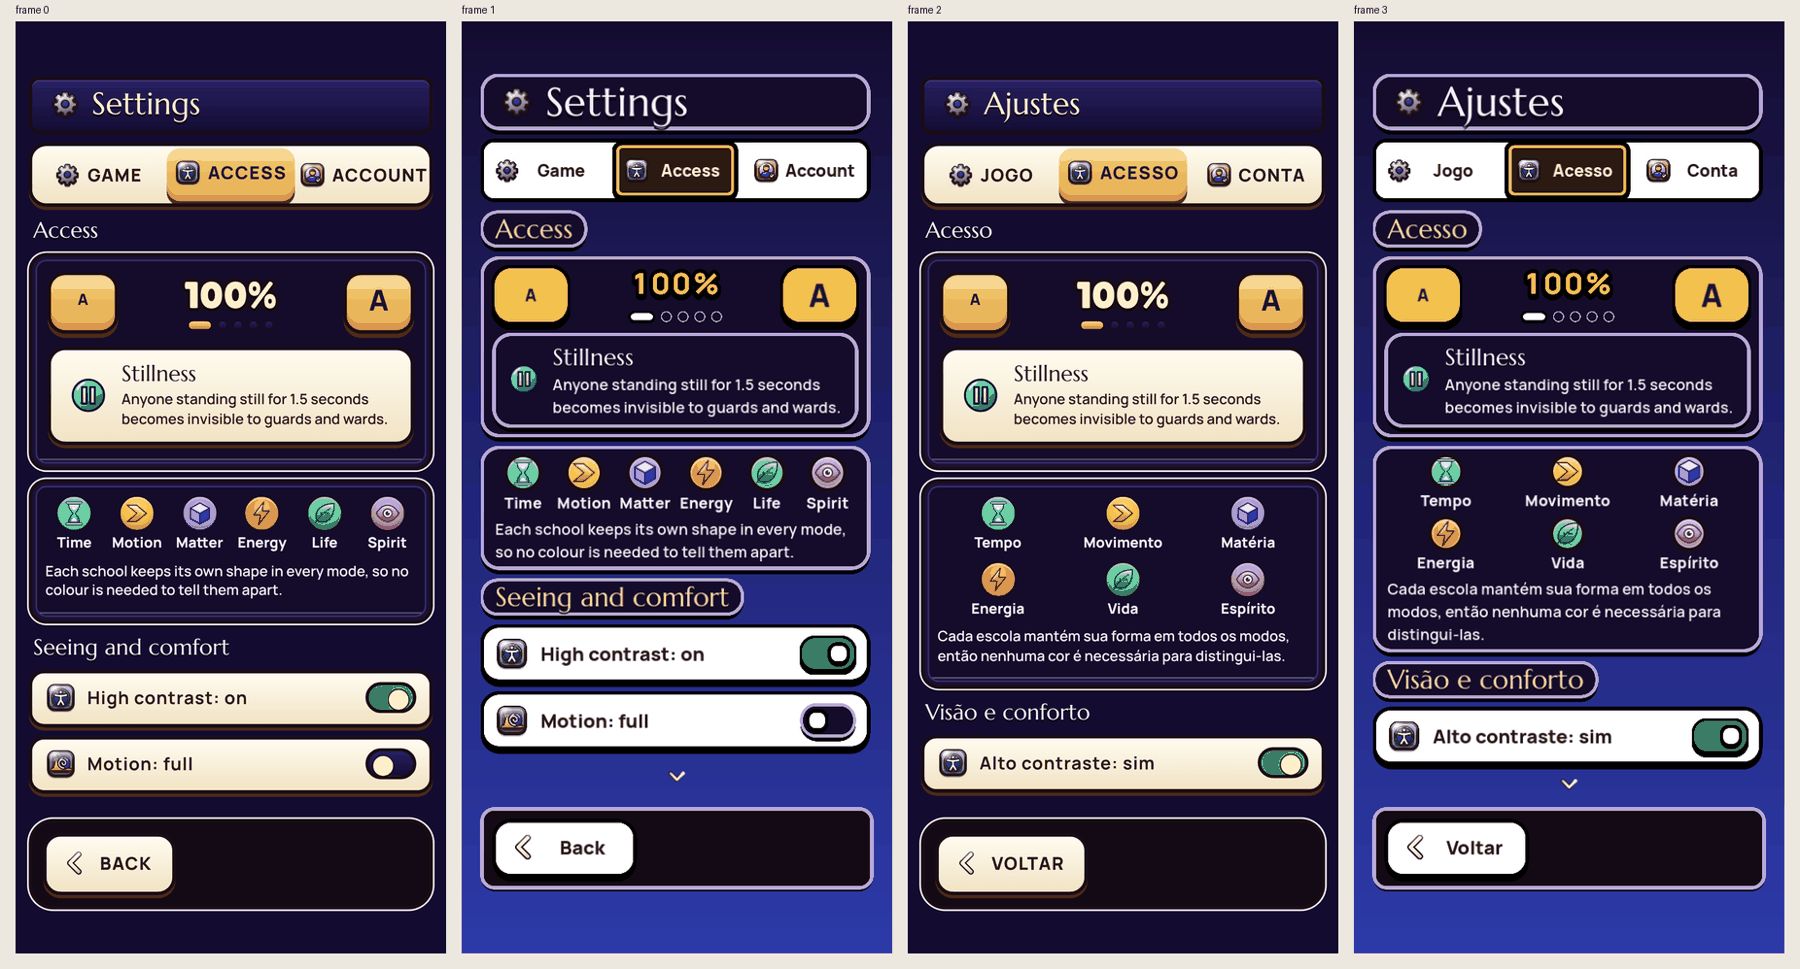 frame 0
Settings
GAME
ACCESS
ACCOUNT
Access
A
100%
A
Stillness
Anyone standing still for 1.5 seconds
becomes invisible to guards and wards.
Time
Motion
Matter
Energy
Life
Spirit
Each school keeps its own shape in every mode, so no
colour is needed to tell them apart.
Seeing and comfort
High contrast: on
Motion: full
BACK
frame 1
Settings
Game
Access
Account
Access
A
100%
A
Stillness
Anyone standing still for 1.5 seconds
becomes invisible to guards and wards.
Time
Motion
Matter
Energy
Life
Spirit
Each school keeps its own shape in every mode,
so no colour is needed to tell them apart.
Seeing and comfort
High contrast: on
Motion: full
Back
frame 2
Ajustes
JOGO
ACESSO
CONTA
Acesso
A
100%
A
Stillness
Anyone standing still for 1.5 seconds
becomes invisible to guards and wards.
Tempo
Movimento
Matéria
Energia
Vida
Espírito
Cada escola mantém sua forma em todos os modos,
então nenhuma cor é necessária para distingui-las.
Visão e conforto
Alto contraste: sim
VOLTAR
frame 3
Ajustes
Jogo
Acesso
Conta
Acesso
A
100%
A
Stillness
Anyone standing still for 1.5 seconds
becomes invisible to guards and wards.
Tempo
Movimento
Matéria
Energia
Vida
Espírito
Cada escola mantém sua forma em todos os
modos, então nenhuma cor é necessária para
distingui-las.
Visão e conforto
Alto contraste: sim
Voltar